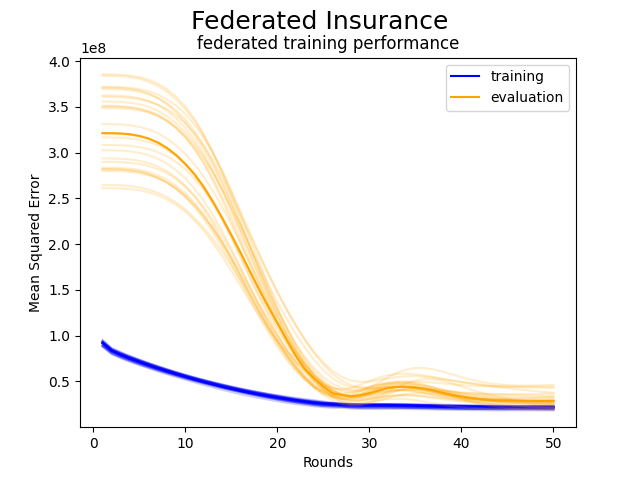 Federated Insurance
federated training performance
1e8
4.0
3.5
3.0
2.5
2.0
1.5
1.0
0.5
Mean Squared Error
training
evaluation
0
10
20
30
40
50
Rounds